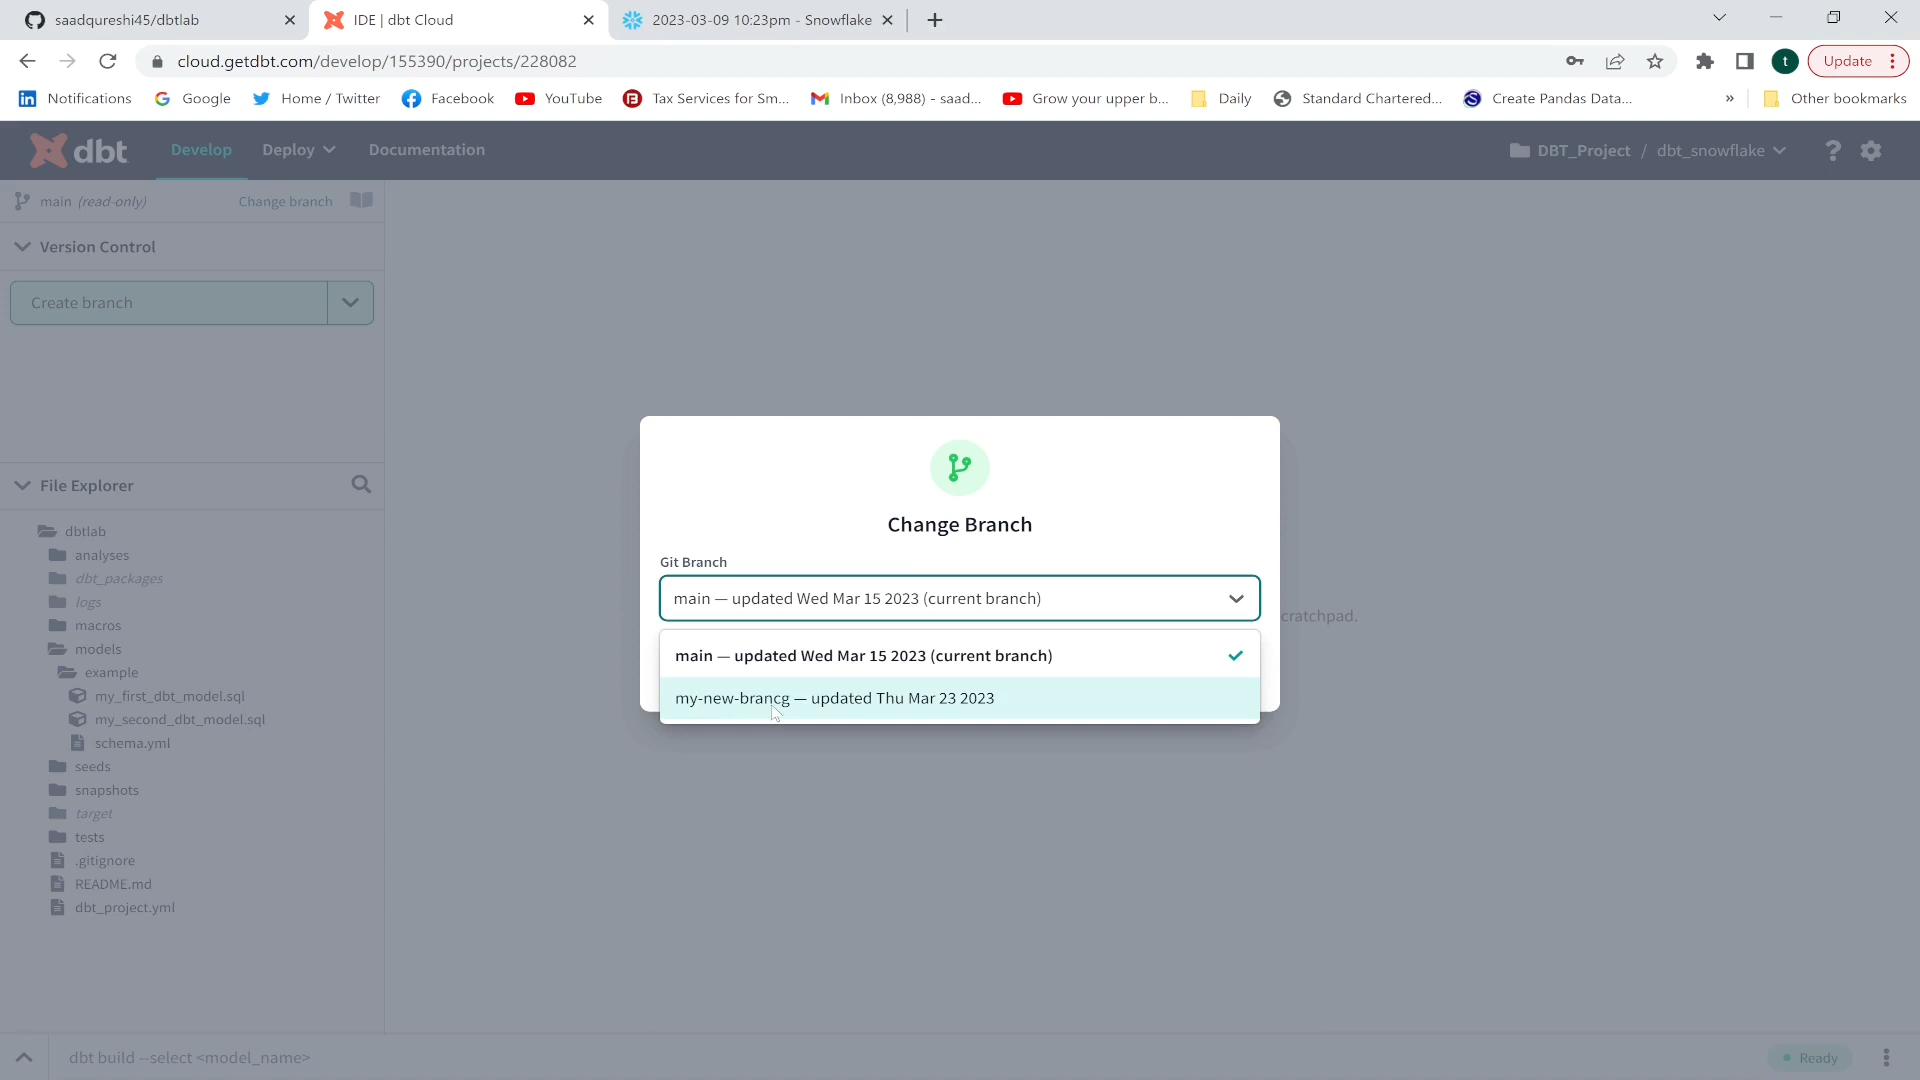 saadqureshi45/dbtlab
IDE | dbt Cloud
2023-03-09 10:23pm - Snowflake
cloud.getdbt.com/develop/155390/projects/228082
t
Update
Notifications
Google
Home / Twitter
Facebook
YouTube
Tax Services for Sm...
Inbox (8,988) - saad...
Grow your upper b...
Daily
Standard Chartered...
Create Pandas Data...
»
Other bookmarks
dbt
Develop
Deploy
Documentation
DBT_Project / dbt_snowflake
?
main (read-only)
Change branch
Version Control
Create branch
File Explorer
dbtlab
analyses
dbt_packages
logs
macros
models
example
my_first_dbt_model.sql
my_second_dbt_model.sql
schema.yml
seeds
snapshots
target
tests
.gitignore
README.md
dbt_project.yml
Change Branch
Git Branch
main — updated Wed Mar 15 2023 (current branch)
main — updated Wed Mar 15 2023 (current branch)
my-new-brancg — updated Thu Mar 23 2023
cratchpad.
dbt build --select <model_name>
Ready